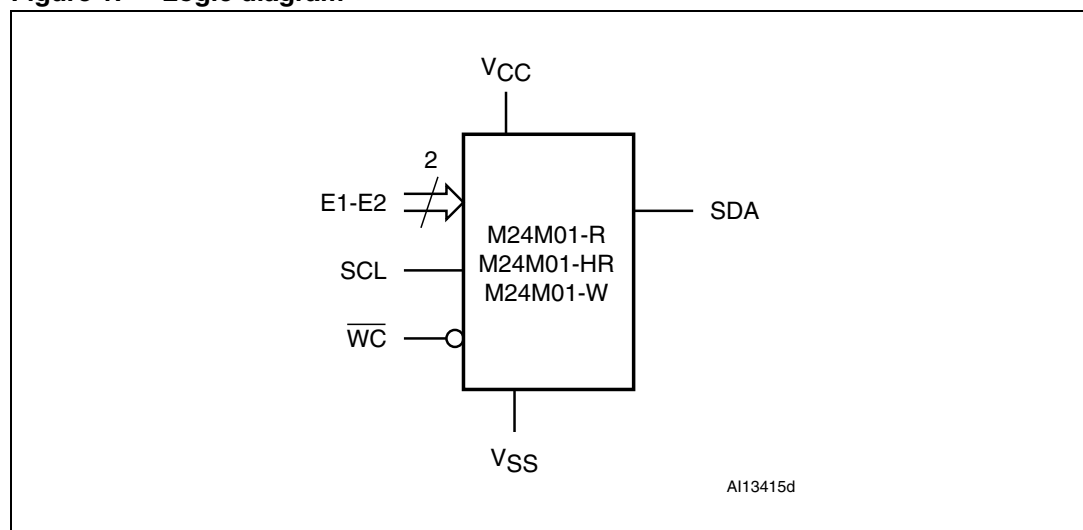 Figure 1. Logic diagram
VCC
2
E1-E2
SDA
M24M01-R
M24M01-HR
M24M01-W
SCL
WC
VSS
AI13415d